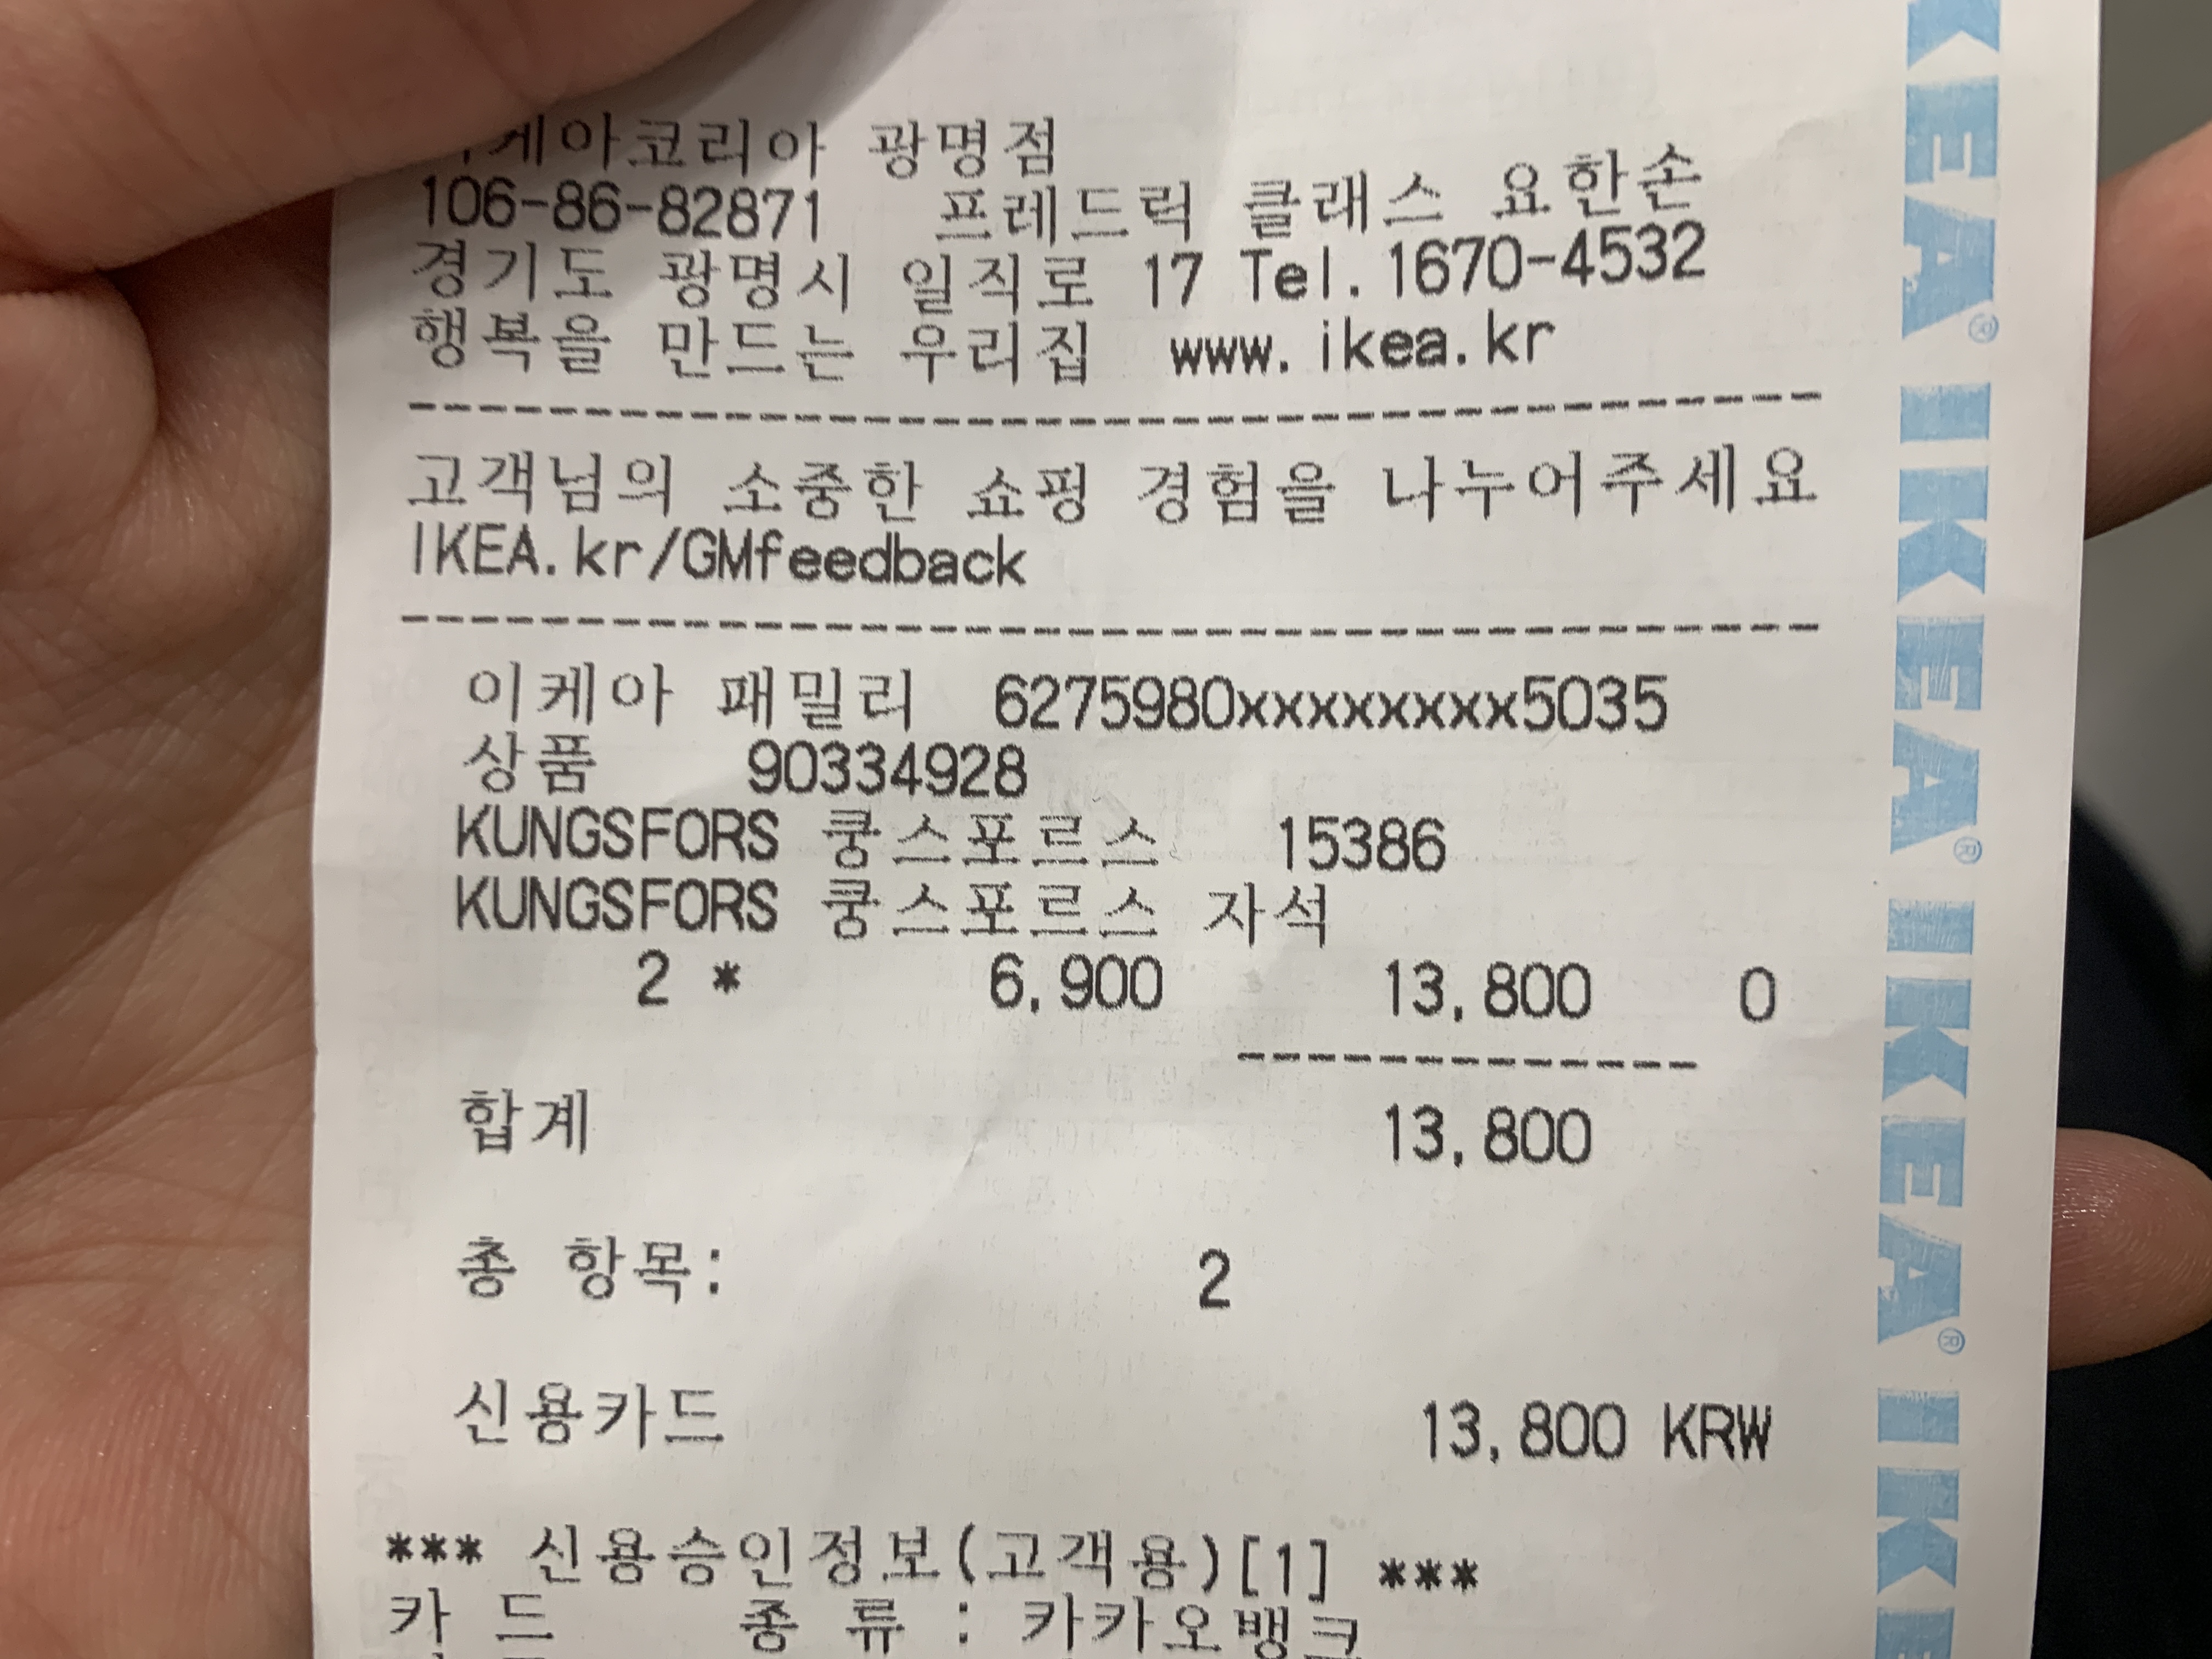 케아코리아 광명점
106-86-82871 프레드릭 클래스 요한손
경기도 광명시 일직로 17 Tel.1670-4532
행복을 만드는 우리집 www.ikea.kr
고객님의 소중한 쇼핑 경험을 나누어주세요
IKEA.kr/GMfeedback
이케아 패밀리 6275980xxxxxxxx5035
상품 90334928
KUNGSFORS 쿵스포르스 15386
KUNGSFORS 쿵스포르스 자석
2 * 6,900 13,800 0
합계 13,800
총 항목: 2
신용카드 13,800 KRW
*** 신용승인정보(고객용)[1] ***
카 드 종 류 : 카카오뱅크
KEA® IKEA® IKEA® IKE